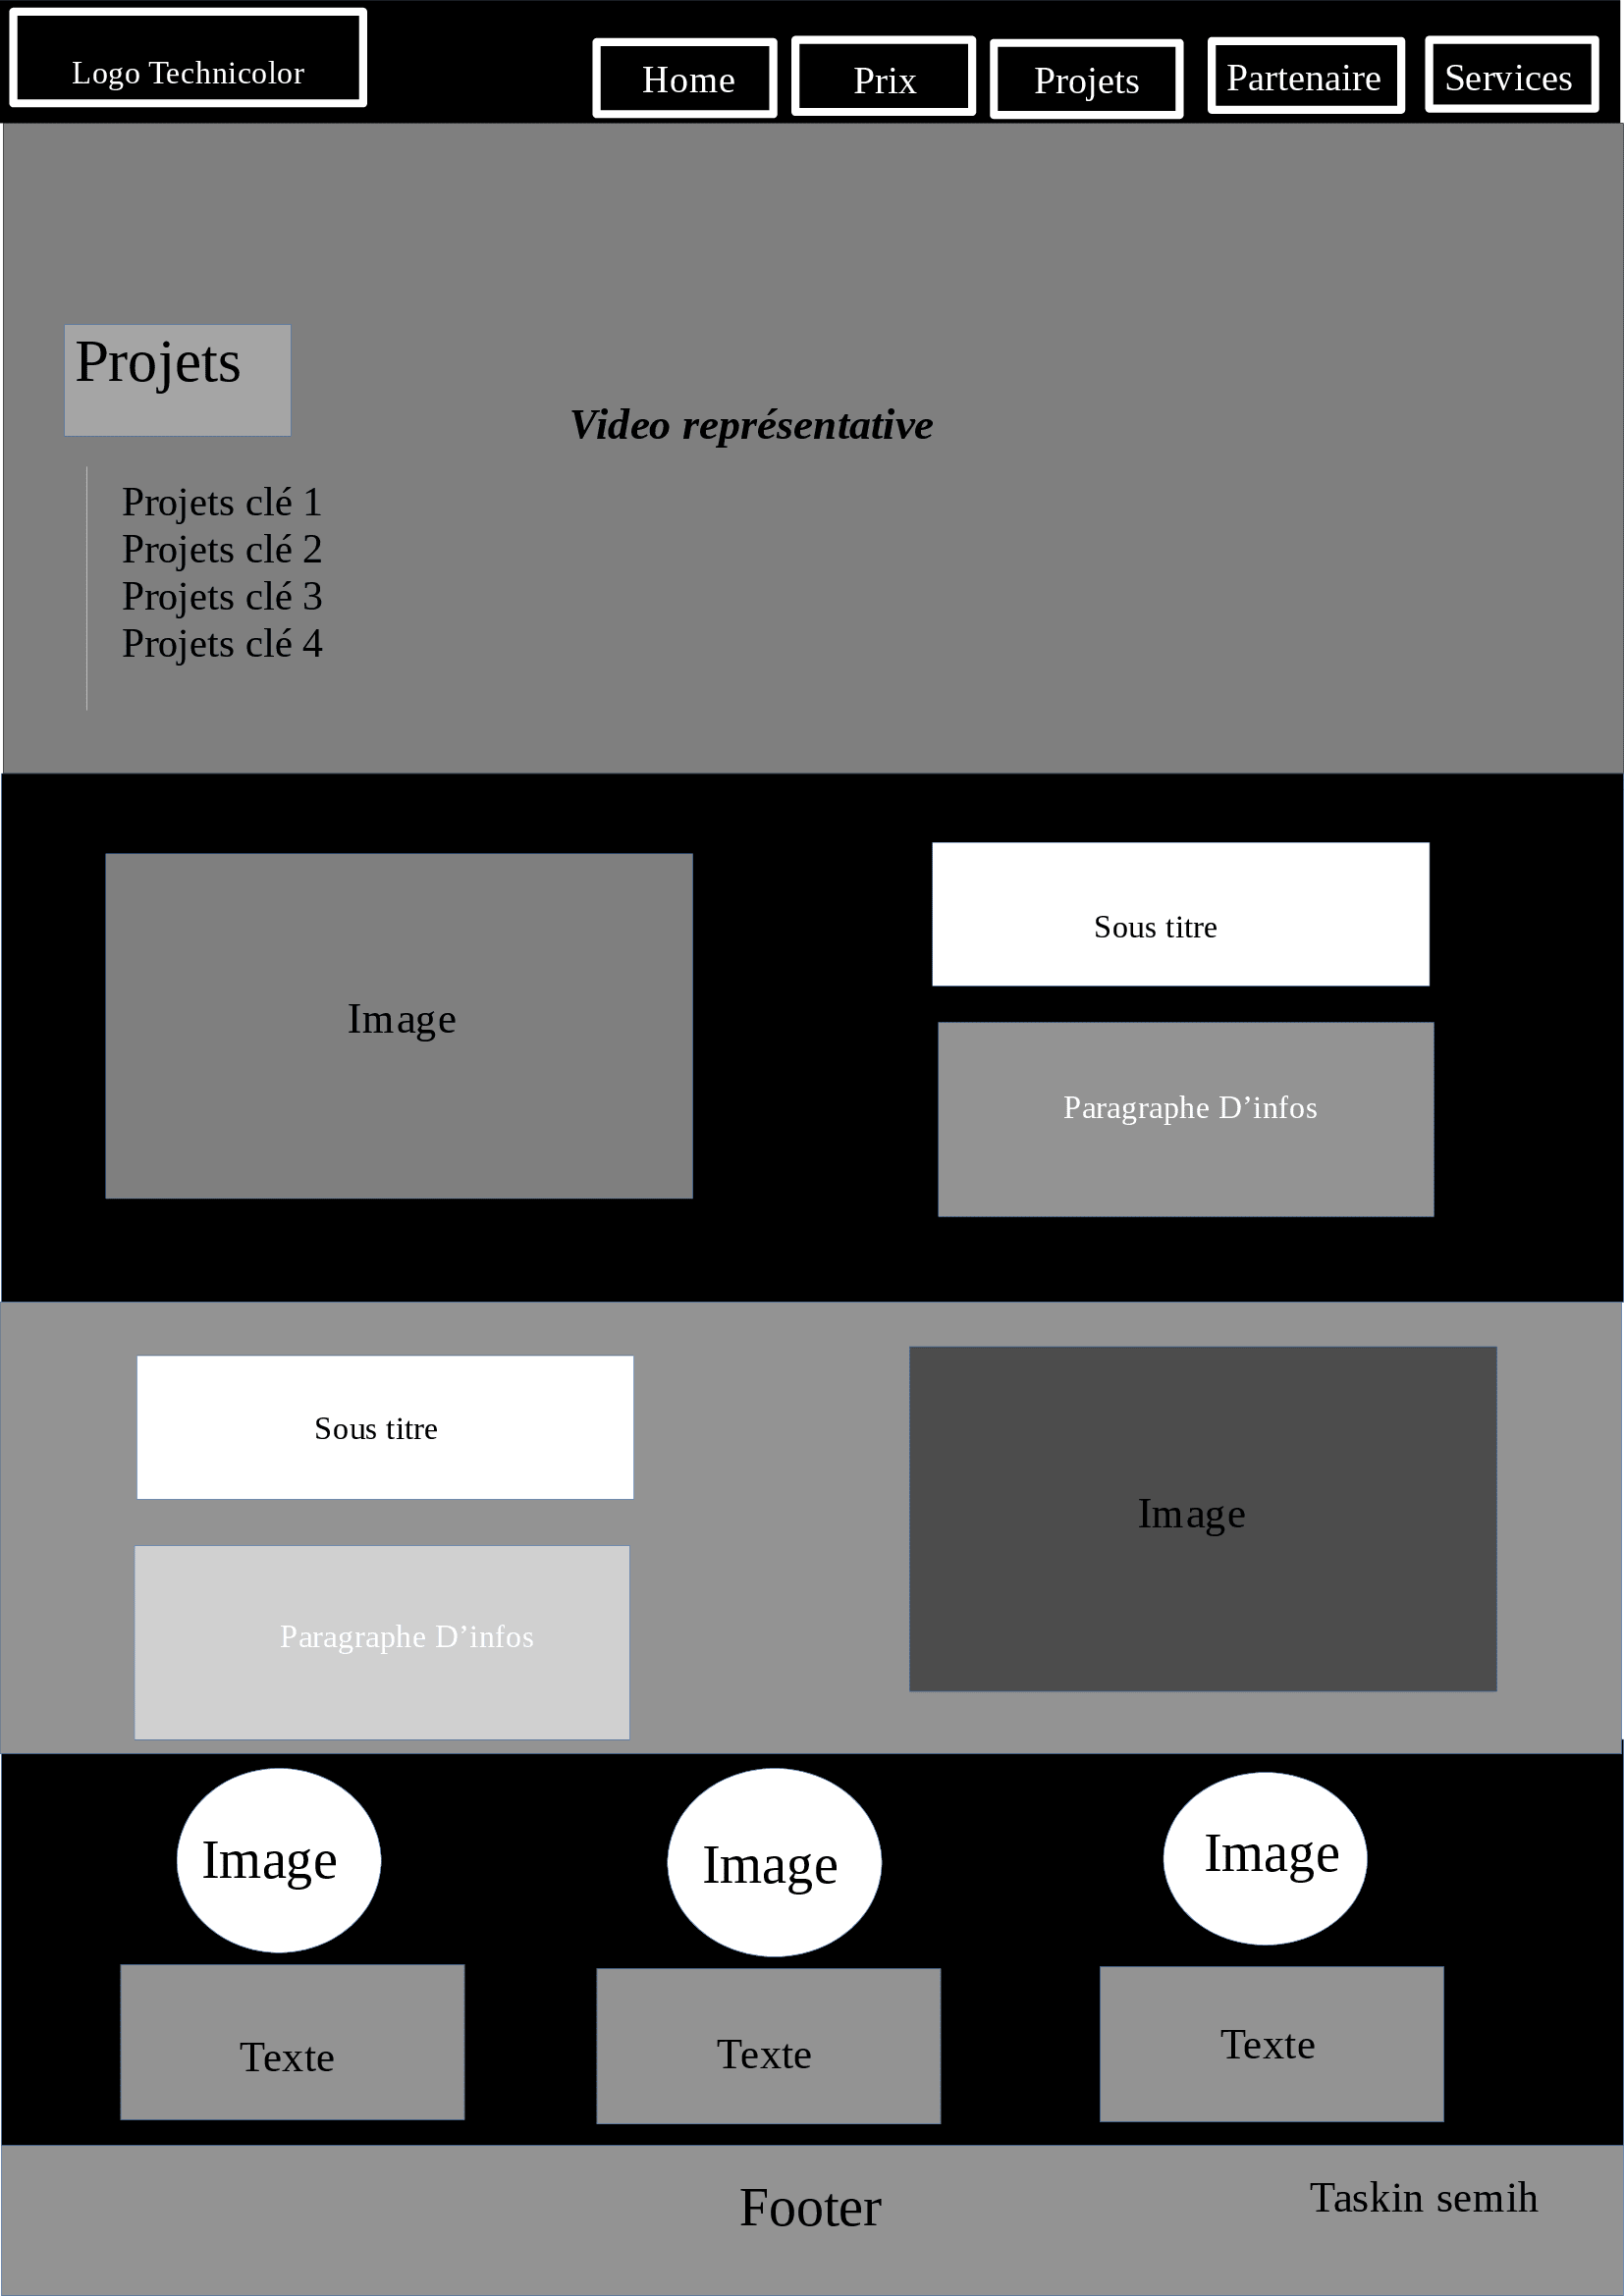 Logo Technicolor
Home
Prix
Projets
Partenaire
Services
Projets
Video représentative
Projets clé 1
Projets clé 2
Projets clé 3
Projets clé 4
Image
Sous titre
Paragraphe D’infos
Sous titre
Paragraphe D’infos
Image
Image
Image
Image
Texte
Texte
Texte
Footer
Taskin semih